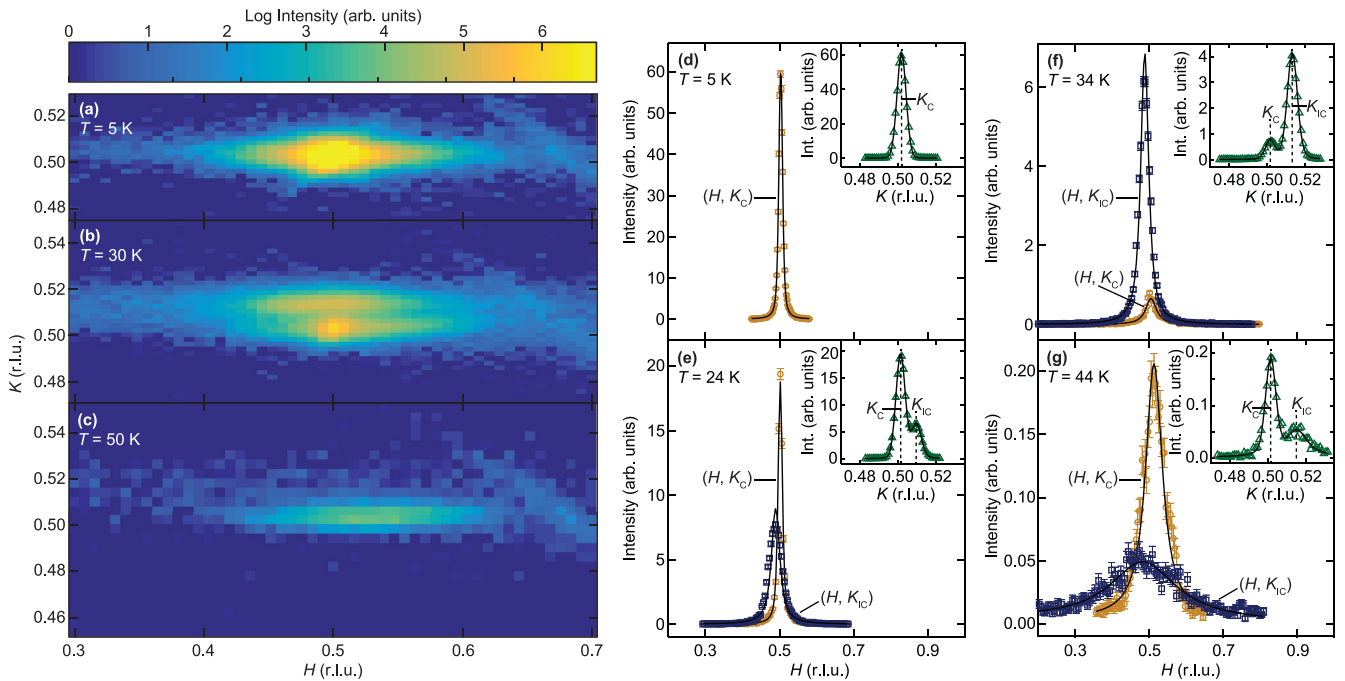 Log Intensity (arb. units)
0 1 2 3 4 5 6
(a)
T = 5 K
0.52
0.50
0.48
(b)
T = 30 K
0.54
0.52
0.50
0.48
(c)
T = 50 K
0.54
0.52
0.50
0.48
0.46
K (r.l.u.)
0.3 0.4 0.5 0.6 0.7
H (r.l.u.)
(d)
T = 5 K
60
50
40
30
20
10
0
Intensity (arb. units)
(H, KC)
60
40
20
0
Int. (arb. units)
KC
0.48 0.50 0.52
K (r.l.u.)
(e)
T = 24 K
20
15
10
5
0
Intensity (arb. units)
(H, KC)
(H, KIC)
20
15
10
5
0
Int. (arb. units)
KC
KIC
0.48 0.50 0.52
K (r.l.u.)
0.3 0.5 0.7 0.9
H (r.l.u.)
(f)
T = 34 K
8
6
4
2
0
Intensity (arb. units)
(H, KIC)
(H, KC)
4
3
2
1
0
Int. (arb. units)
KC
KIC
0.48 0.50 0.52
K (r.l.u.)
(g)
T = 44 K
0.20
0.15
0.10
0.05
0.00
Intensity (arb. units)
(H, KC)
(H, KIC)
0.2
0.1
0.0
Int. (arb. units)
KC
KIC
0.48 0.50 0.52
K (r.l.u.)
0.3 0.5 0.7 0.9
H (r.l.u.)